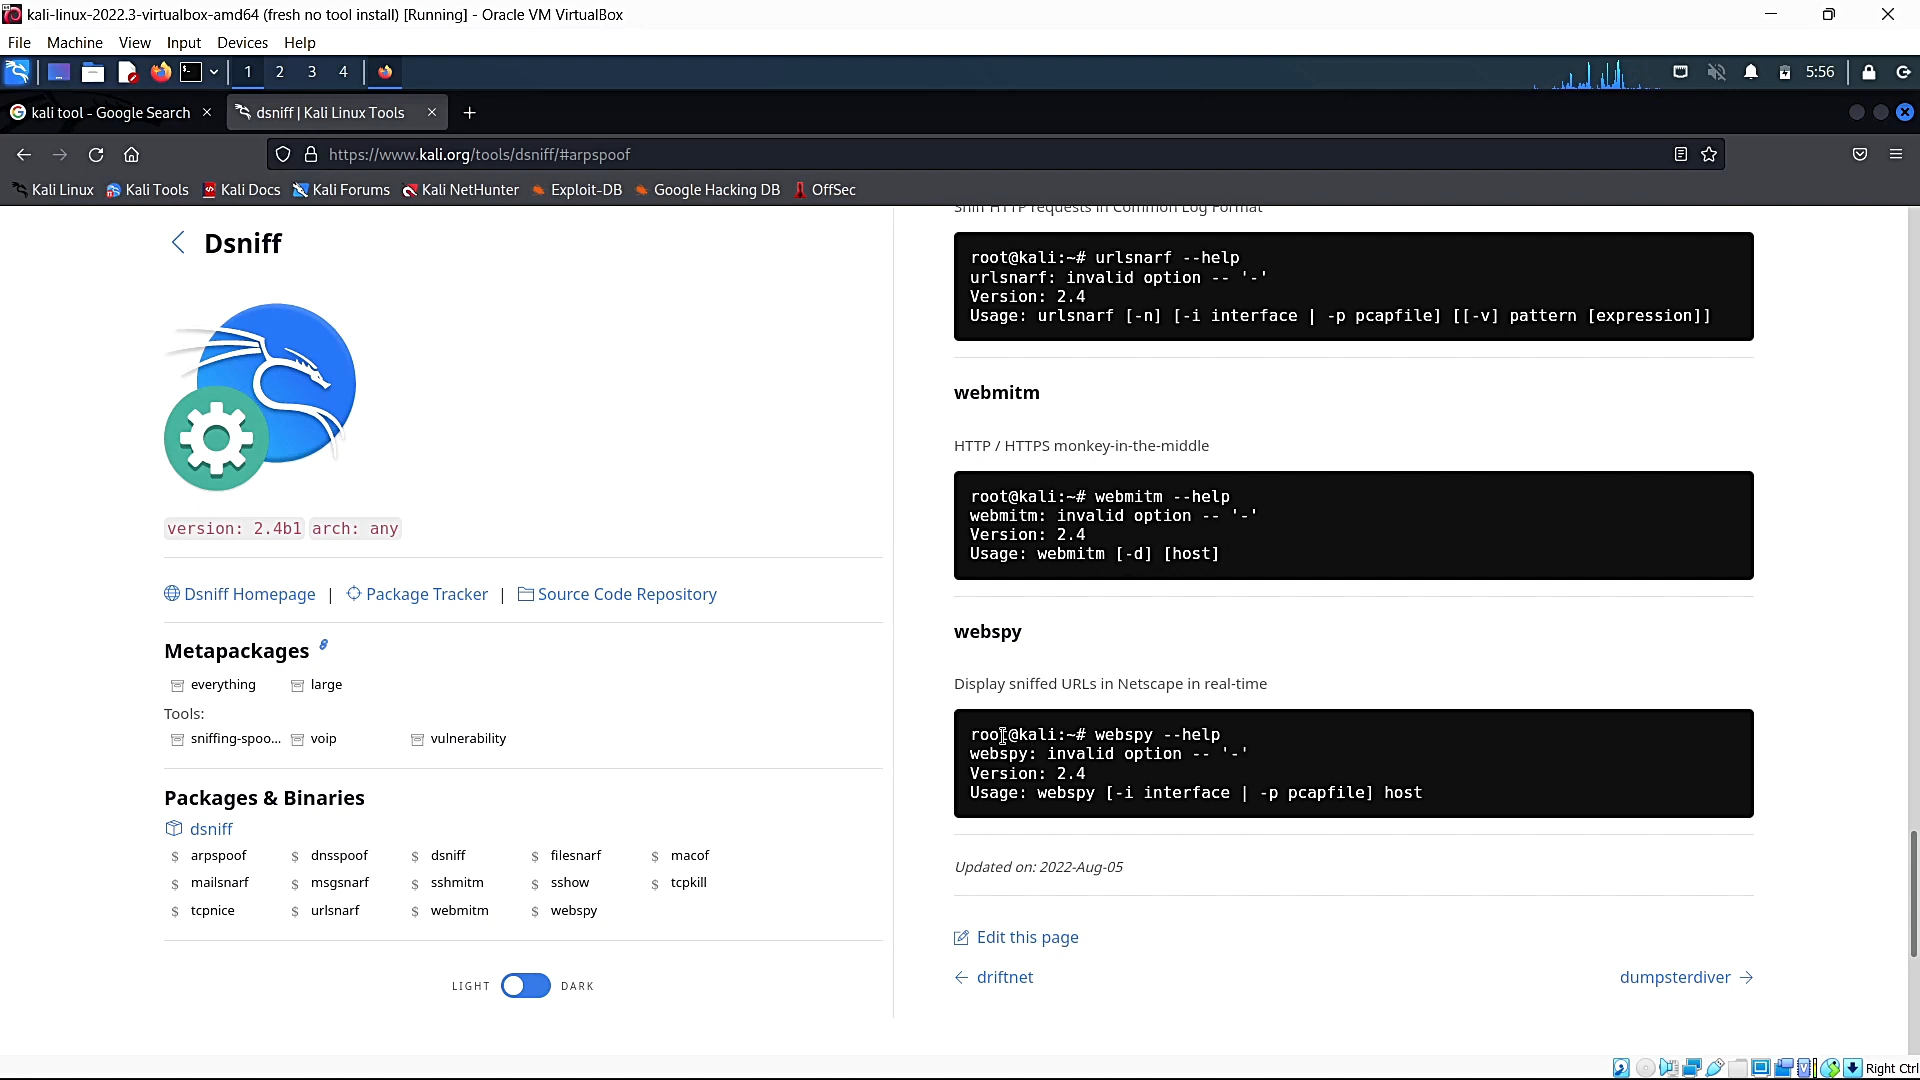 kali-linux-2022.3-virtualbox-amd64 (fresh no tool install) [Running] - Oracle VM VirtualBox
File Machine View Input Devices Help
1 2 3 4 5:56
kali tool - Google Search dsniff | Kali Linux Tools
https://www.kali.org/tools/dsniff/#arpspoof
Kali Linux Kali Tools Kali Docs Kali Forums Kali NetHunter Exploit-DB Google Hacking DB OffSec
Dsniff
version: 2.4b1 arch: any
Dsniff Homepage | Package Tracker | Source Code Repository
Metapackages
everything large
Tools:
sniffing-spoo... voip vulnerability
Packages & Binaries
dsniff
$ arpspoof $ dnsspoof $ dsniff $ filesnarf $ macof
$ mailsnarf $ msgsnarf $ sshmitm $ sshow $ tcpkill
$ tcpnice $ urlsnarf $ webmitm $ webspy
LIGHT DARK
Sniff HTTP requests in Common Log Format
root@kali:~# urlsnarf --help
urlsnarf: invalid option -- '-'
Version: 2.4
Usage: urlsnarf [-n] [-i interface | -p pcapfile] [[-v] pattern [expression]]
webmitm
HTTP / HTTPS monkey-in-the-middle
root@kali:~# webmitm --help
webmitm: invalid option -- '-'
Version: 2.4
Usage: webmitm [-d] [host]
webspy
Display sniffed URLs in Netscape in real-time
root@kali:~# webspy --help
webspy: invalid option -- '-'
Version: 2.4
Usage: webspy [-i interface | -p pcapfile] host
Updated on: 2022-Aug-05
Edit this page
← driftnet dumpsterdiver →
Right Ctrl